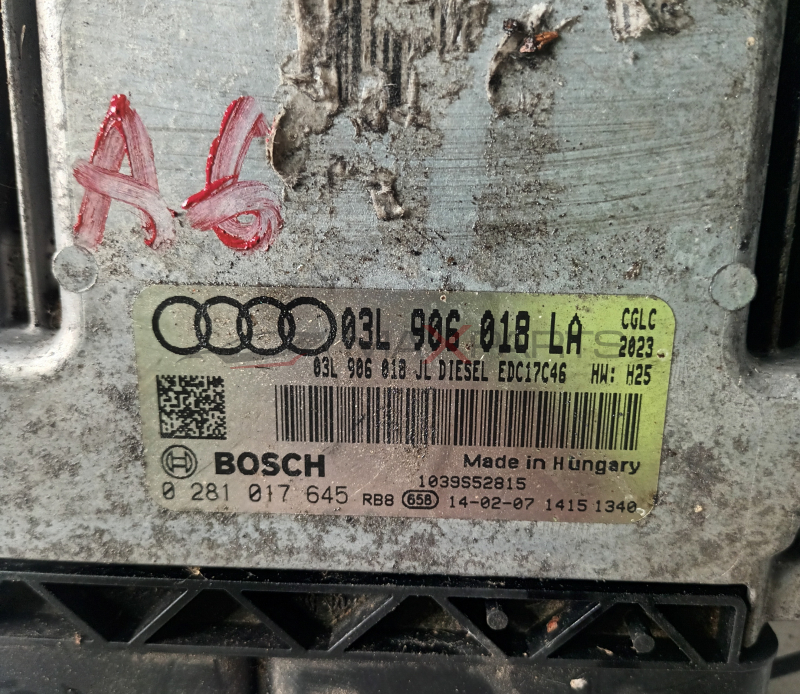 A6
03L 906 018 LA CGLC
2023
03L 906 018 JL DIESEL EDC17C46 HW: H25
BOSCH Made in Hungary
1039S52815
0 281 017 645 RB8 658 14-02-07 1415 1340